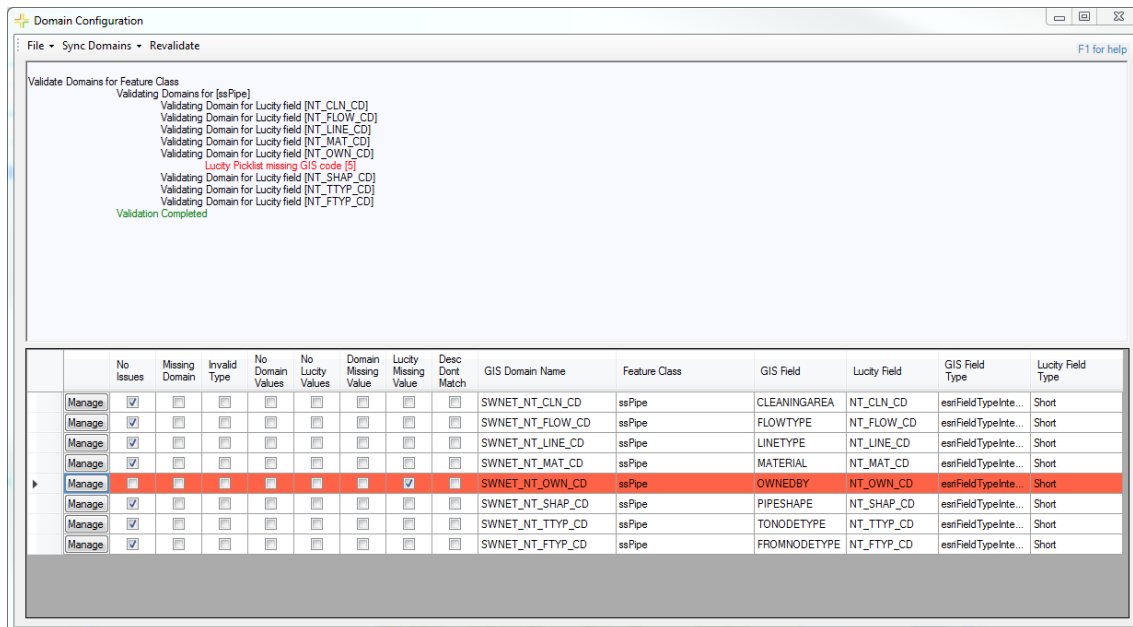 Domain Configuration
File Sync Domains Revalidate F1 for help
Validate Domains for Feature Class
Validating Domains for [ssPipe]
Validating Domain for Lucity field [NT_CLN_CD]
Validating Domain for Lucity field [NT_FLOW_CD]
Validating Domain for Lucity field [NT_LINE_CD]
Validating Domain for Lucity field [NT_MAT_CD]
Validating Domain for Lucity field [NT_OWN_CD]
Lucity Picklist missing GIS code [5]
Validating Domain for Lucity field [NT_SHAP_CD]
Validating Domain for Lucity field [NT_TTYP_CD]
Validating Domain for Lucity field [NT_FTYP_CD]
Validation Completed
No Issues Missing Domain Invalid Type No Domain Values No Lucity Values Domain Missing Value Lucity Missing Value Desc Dont Match GIS Domain Name Feature Class GIS Field Lucity Field GIS Field Type Lucity Field Type
Manage SWNET_NT_CLN_CD ssPipe CLEANINGAREA NT_CLN_CD esriFieldTypeInte... Short
Manage SWNET_NT_FLOW_CD ssPipe FLOWTYPE NT_FLOW_CD esriFieldTypeInte... Short
Manage SWNET_NT_LINE_CD ssPipe LINETYPE NT_LINE_CD esriFieldTypeInte... Short
Manage SWNET_NT_MAT_CD ssPipe MATERIAL NT_MAT_CD esriFieldTypeInte... Short
Manage SWNET_NT_OWN_CD ssPipe OWNEDBY NT_OWN_CD esriFieldTypeInte... Short
Manage SWNET_NT_SHAP_CD ssPipe PIPESHAPE NT_SHAP_CD esriFieldTypeInte... Short
Manage SWNET_NT_TTYP_CD ssPipe TONODETYPE NT_TTYP_CD esriFieldTypeInte... Short
Manage SWNET_NT_FTYP_CD ssPipe FROMNODETYPE NT_FTYP_CD esriFieldTypeInte... Short